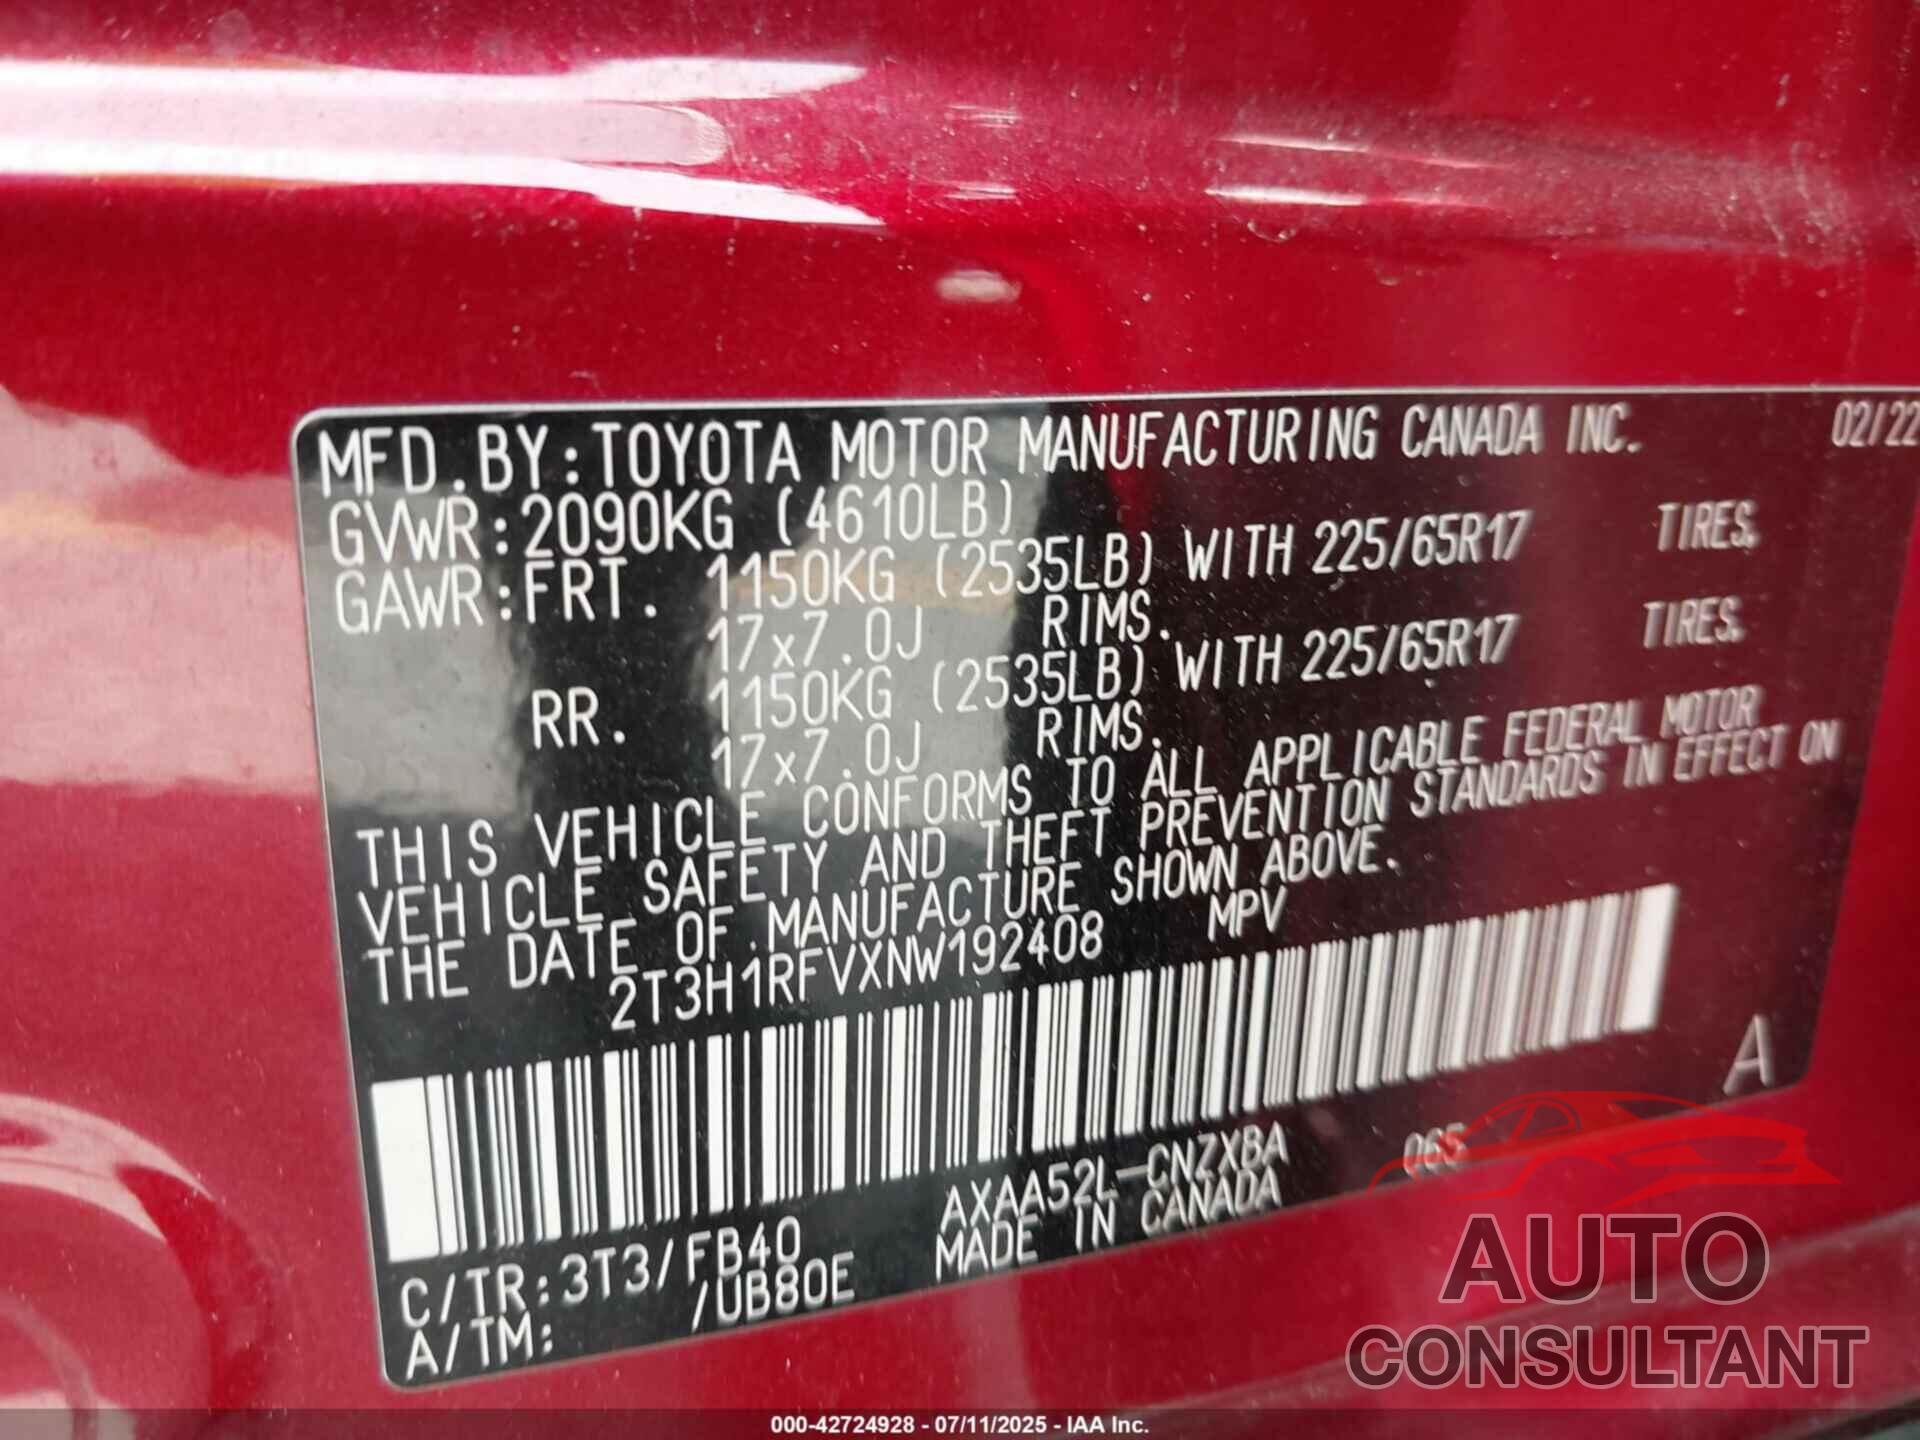 MFD.BY:TOYOTA MOTOR MANUFACTURING CANADA INC. 02/22
GVWR:2090KG (4610LB)
GAWR:FRT. 1150KG (2535LB) WITH 225/65R17 TIRES,
17x7.0J RIMS.
RR. 1150KG (2535LB) WITH 225/65R17 TIRES,
17x7.0J RIMS.
THIS VEHICLE CONFORMS TO ALL APPLICABLE FEDERAL MOTOR
VEHICLE SAFETY AND THEFT PREVENTION STANDARDS IN EFFECT ON
THE DATE OF MANUFACTURE SHOWN ABOVE.
2T3H1RFVXNW192408 MPV
A
C/TR:3T3/FB40 AXAA52L-CNZXBA 065
A/TM: /UB80E MADE IN CANADA
AUTO
CONSULTANT
000-42724928 - 07/11/2025 - IAA Inc.